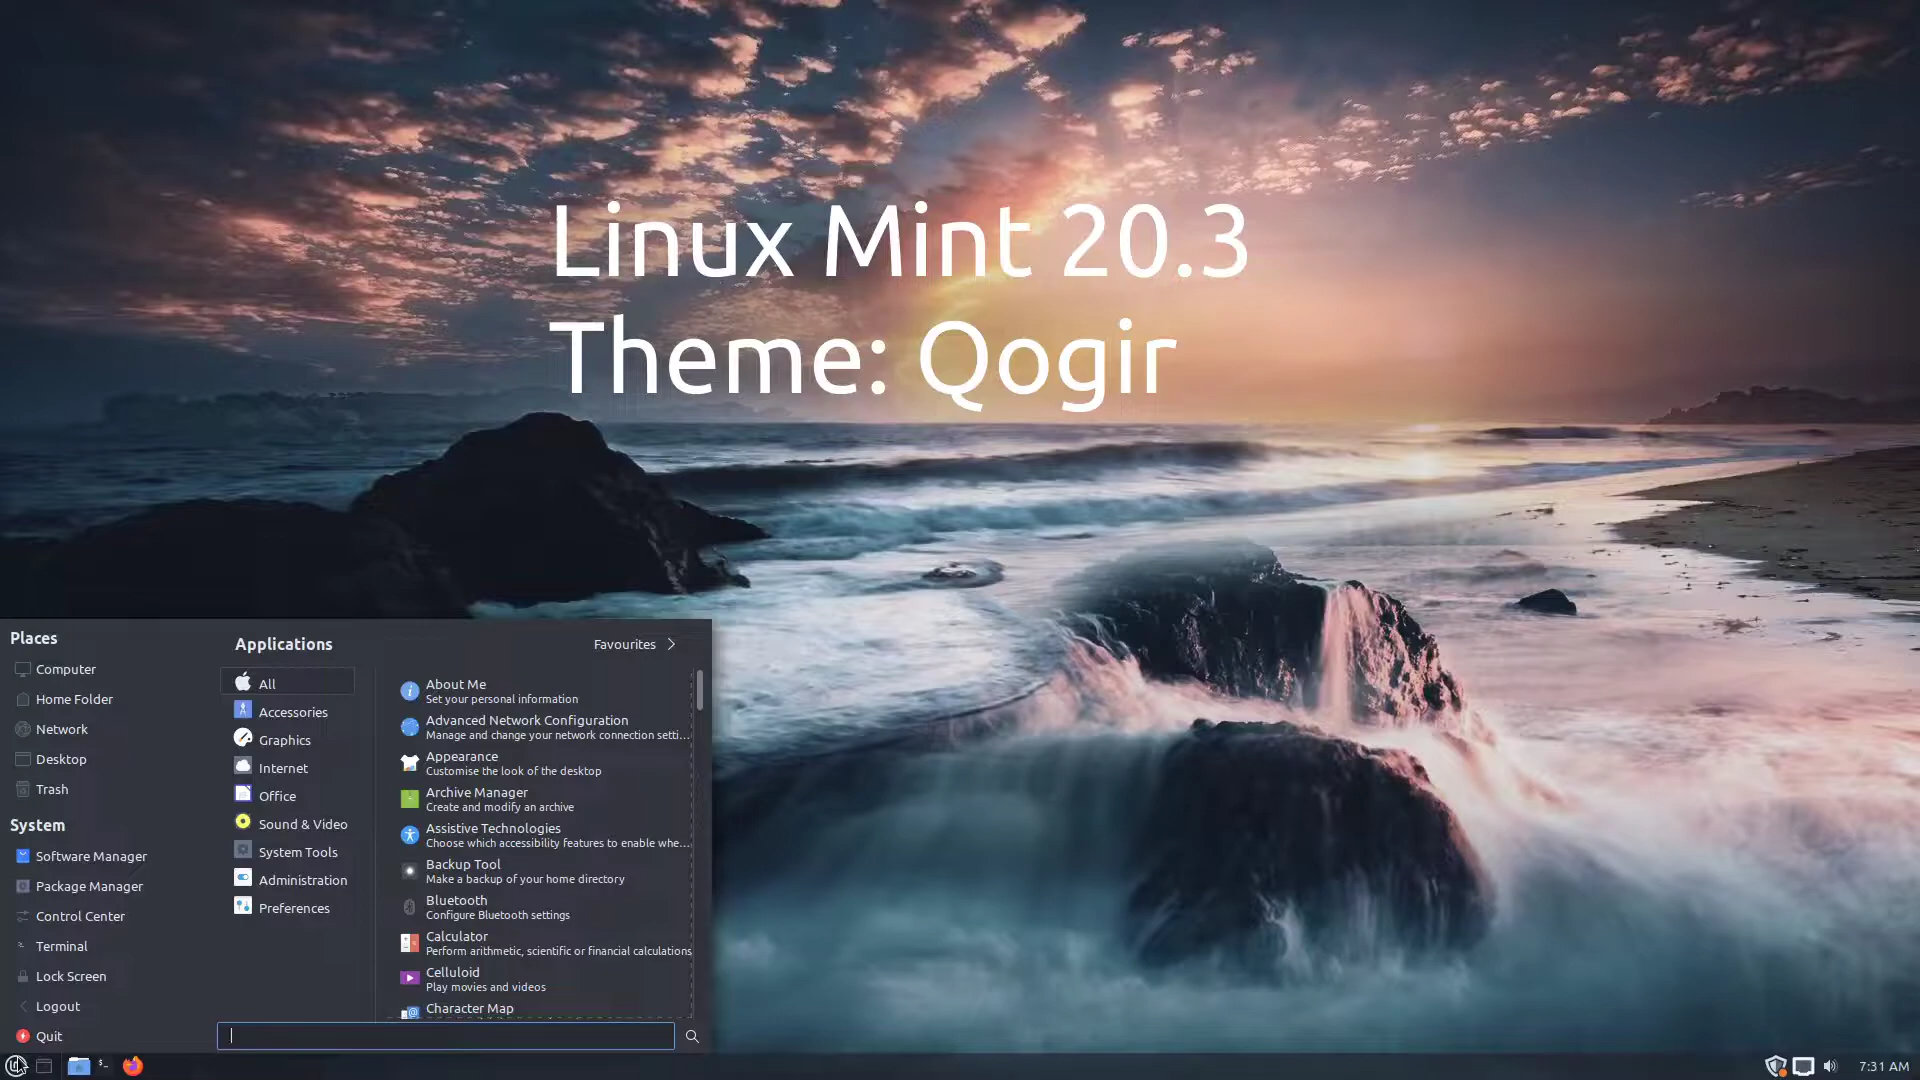 Linux Mint 20.3
Theme: Qogir
Places
Computer
Home Folder
Network
Desktop
Trash
System
Software Manager
Package Manager
Control Center
Terminal
Lock Screen
Logout
Quit
Applications
Favourites
All
Accessories
Graphics
Internet
Office
Sound & Video
System Tools
Administration
Preferences
About Me
Set your personal information
Advanced Network Configuration
Manage and change your network connection setti...
Appearance
Customise the look of the desktop
Archive Manager
Create and modify an archive
Assistive Technologies
Choose which accessibility features to enable whe...
Backup Tool
Make a backup of your home directory
Bluetooth
Configure Bluetooth settings
Calculator
Perform arithmetic, scientific or financial calculations
Celluloid
Play movies and videos
Character Map
7:31 AM